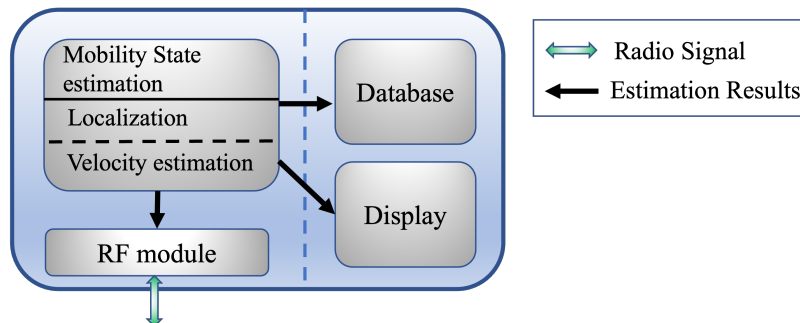 Mobility State
estimation
Localization
Velocity estimation
RF module
Database
Display
Radio Signal
Estimation Results